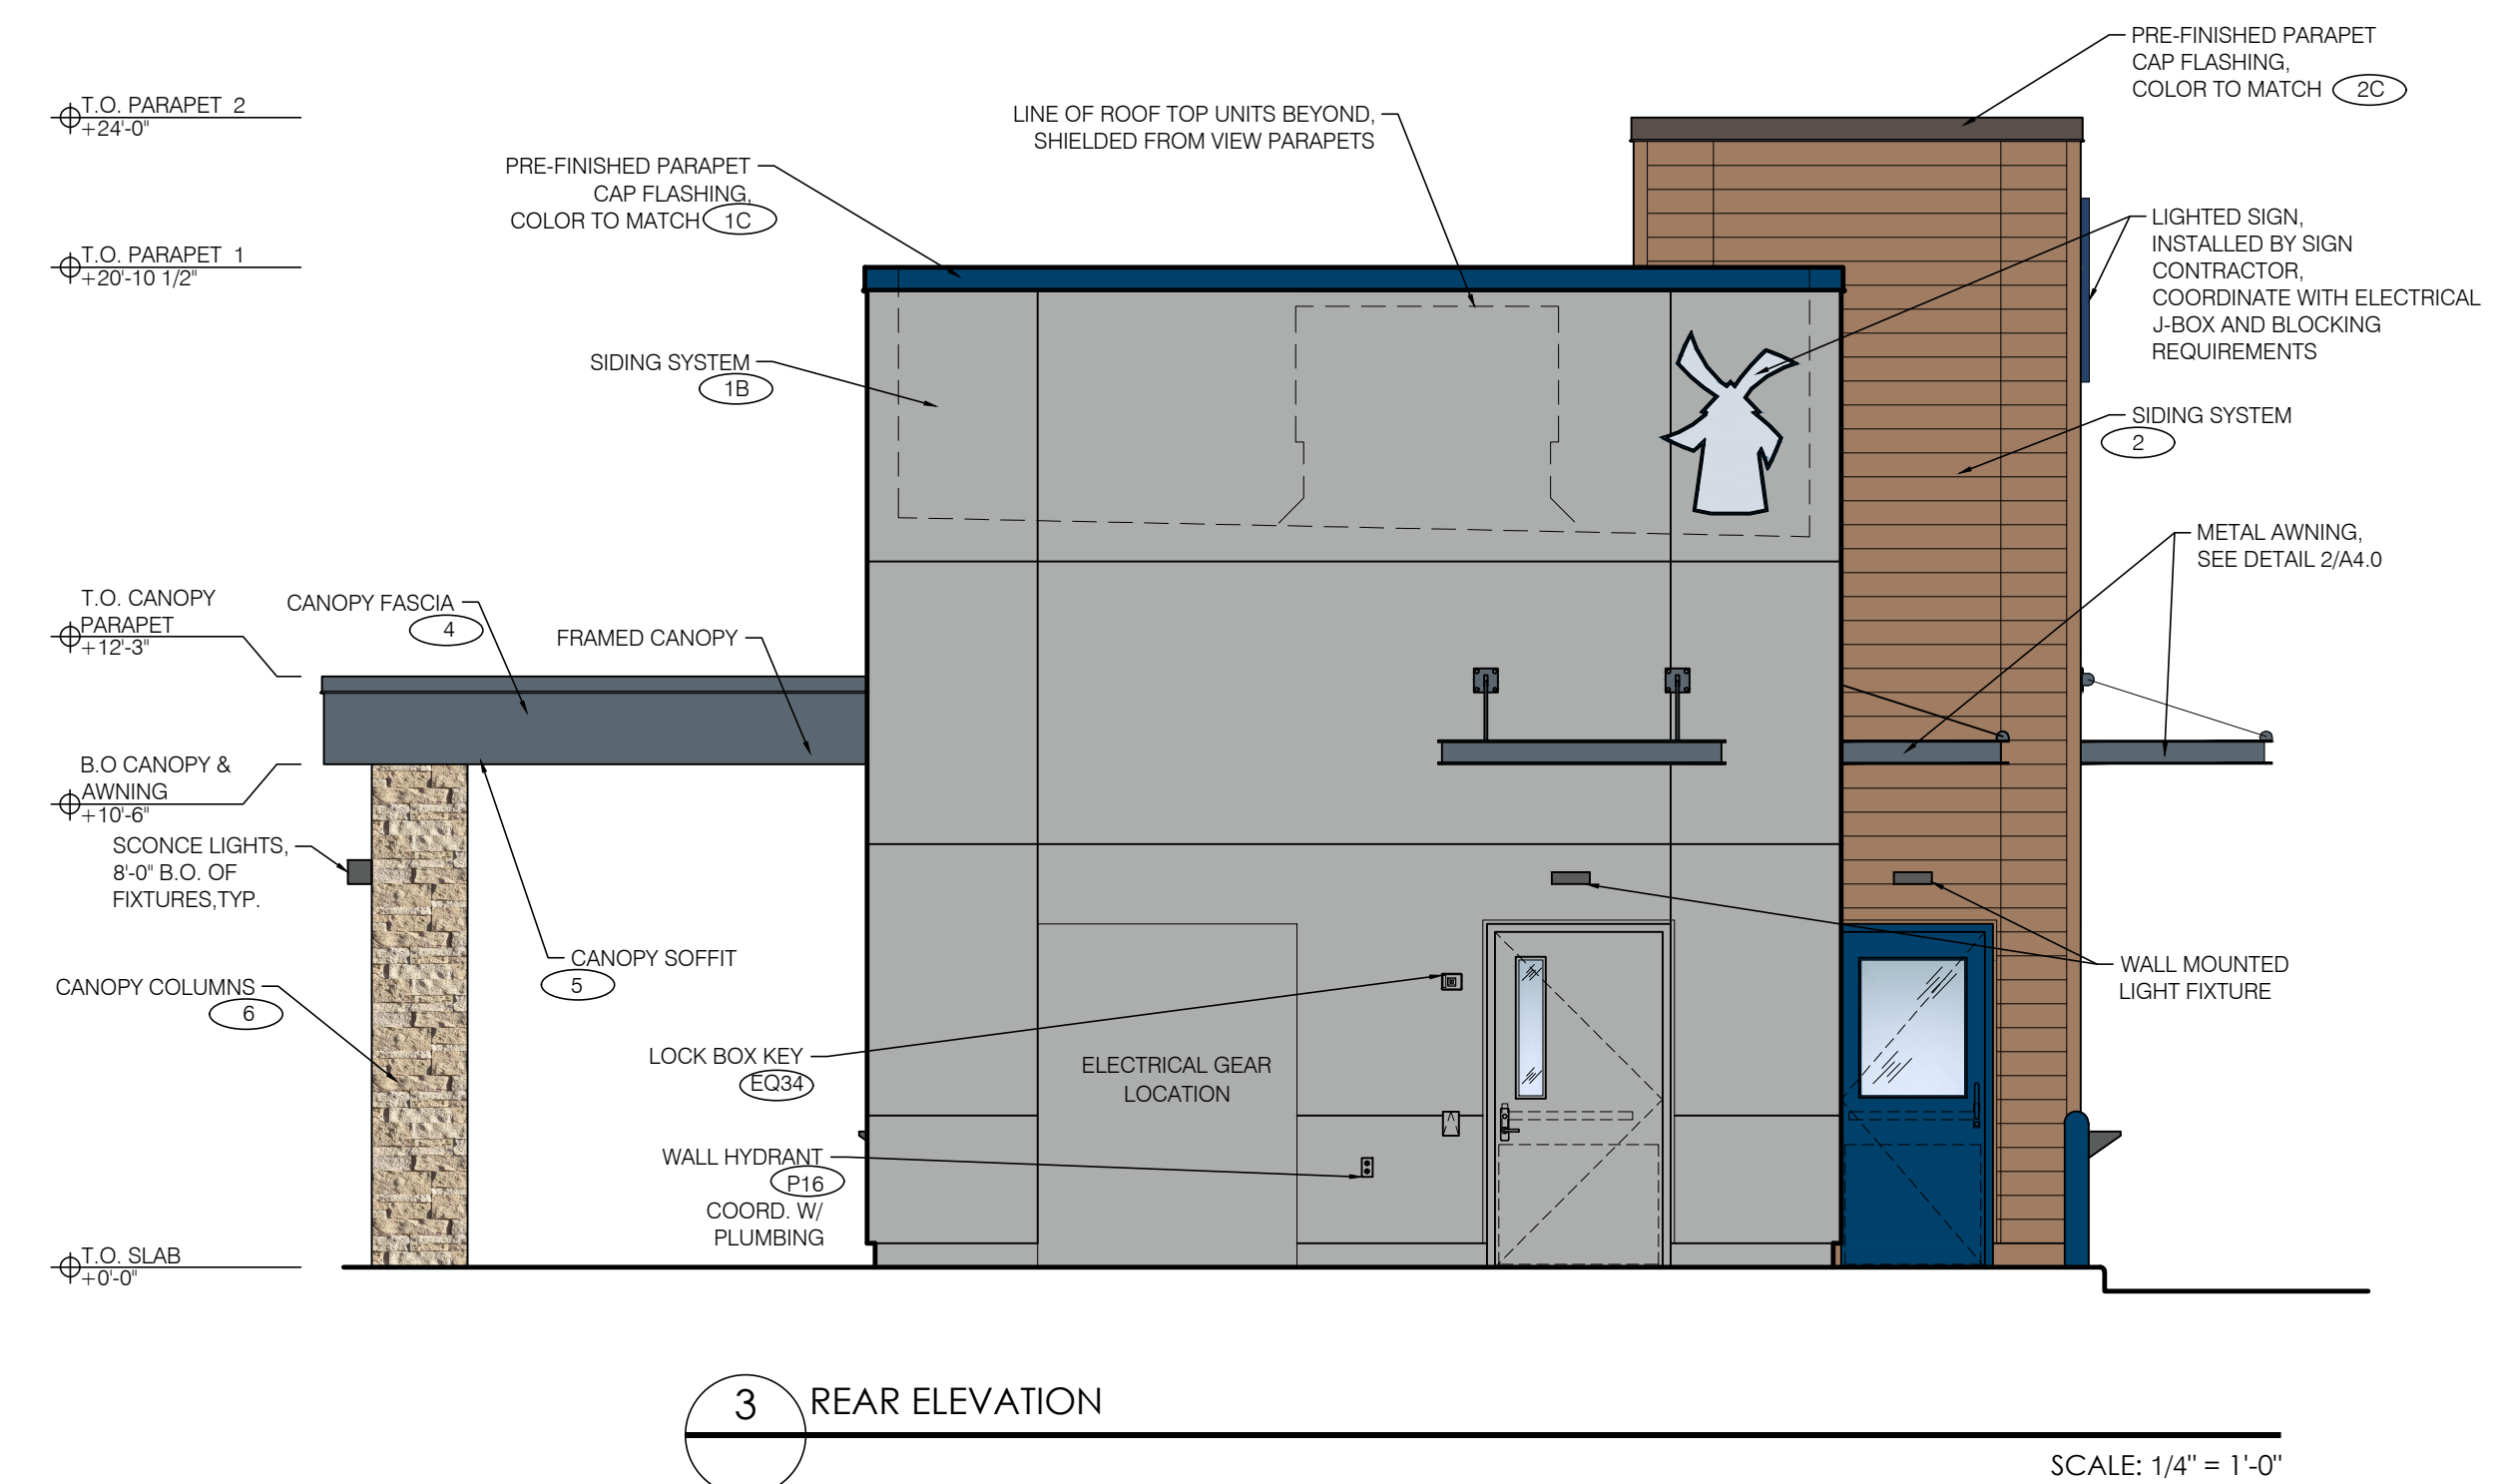 T.O. PARAPET 2
+24'-0"
T.O. PARAPET 1
+20'-10 1/2"
T.O. CANOPY
PARAPET
+12'-3"
B.O CANOPY &
AWNING
+10'-6"
T.O. SLAB
+0'-0"
PRE-FINISHED PARAPET
CAP FLASHING,
COLOR TO MATCH 1C
LINE OF ROOF TOP UNITS BEYOND,
SHIELDED FROM VIEW PARAPETS
PRE-FINISHED PARAPET
CAP FLASHING,
COLOR TO MATCH 2C
LIGHTED SIGN,
INSTALLED BY SIGN
CONTRACTOR,
COORDINATE WITH ELECTRICAL
J-BOX AND BLOCKING
REQUIREMENTS
SIDING SYSTEM
1B
SIDING SYSTEM
2
METAL AWNING,
SEE DETAIL 2/A4.0
CANOPY FASCIA
4
FRAMED CANOPY
SCONCE LIGHTS,
8'-0" B.O. OF
FIXTURES,TYP.
CANOPY SOFFIT
5
CANOPY COLUMNS
6
WALL MOUNTED
LIGHT FIXTURE
LOCK BOX KEY
EQ34
ELECTRICAL GEAR
LOCATION
WALL HYDRANT
P16
COORD. W/
PLUMBING
3 REAR ELEVATION
SCALE: 1/4" = 1'-0"